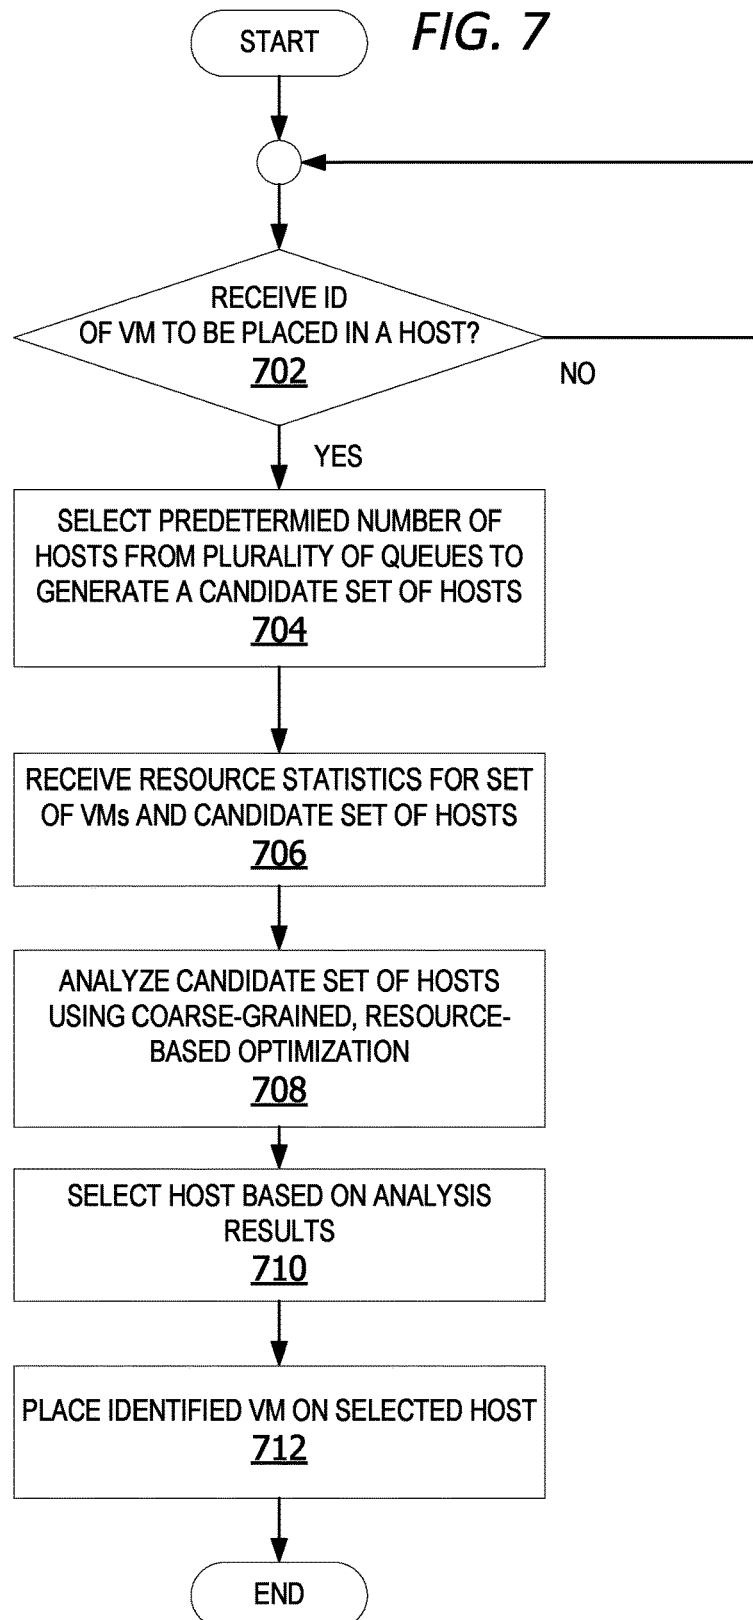 START
FIG. 7
RECEIVE ID
OF VM TO BE PLACED IN A HOST?
702
NO
YES
SELECT PREDETERMIED NUMBER OF
HOSTS FROM PLURALITY OF QUEUES TO
GENERATE A CANDIDATE SET OF HOSTS
704
RECEIVE RESOURCE STATISTICS FOR SET
OF VMs AND CANDIDATE SET OF HOSTS
706
ANALYZE CANDIDATE SET OF HOSTS
USING COARSE-GRAINED, RESOURCE-
BASED OPTIMIZATION
708
SELECT HOST BASED ON ANALYSIS
RESULTS
710
PLACE IDENTIFIED VM ON SELECTED HOST
712
END